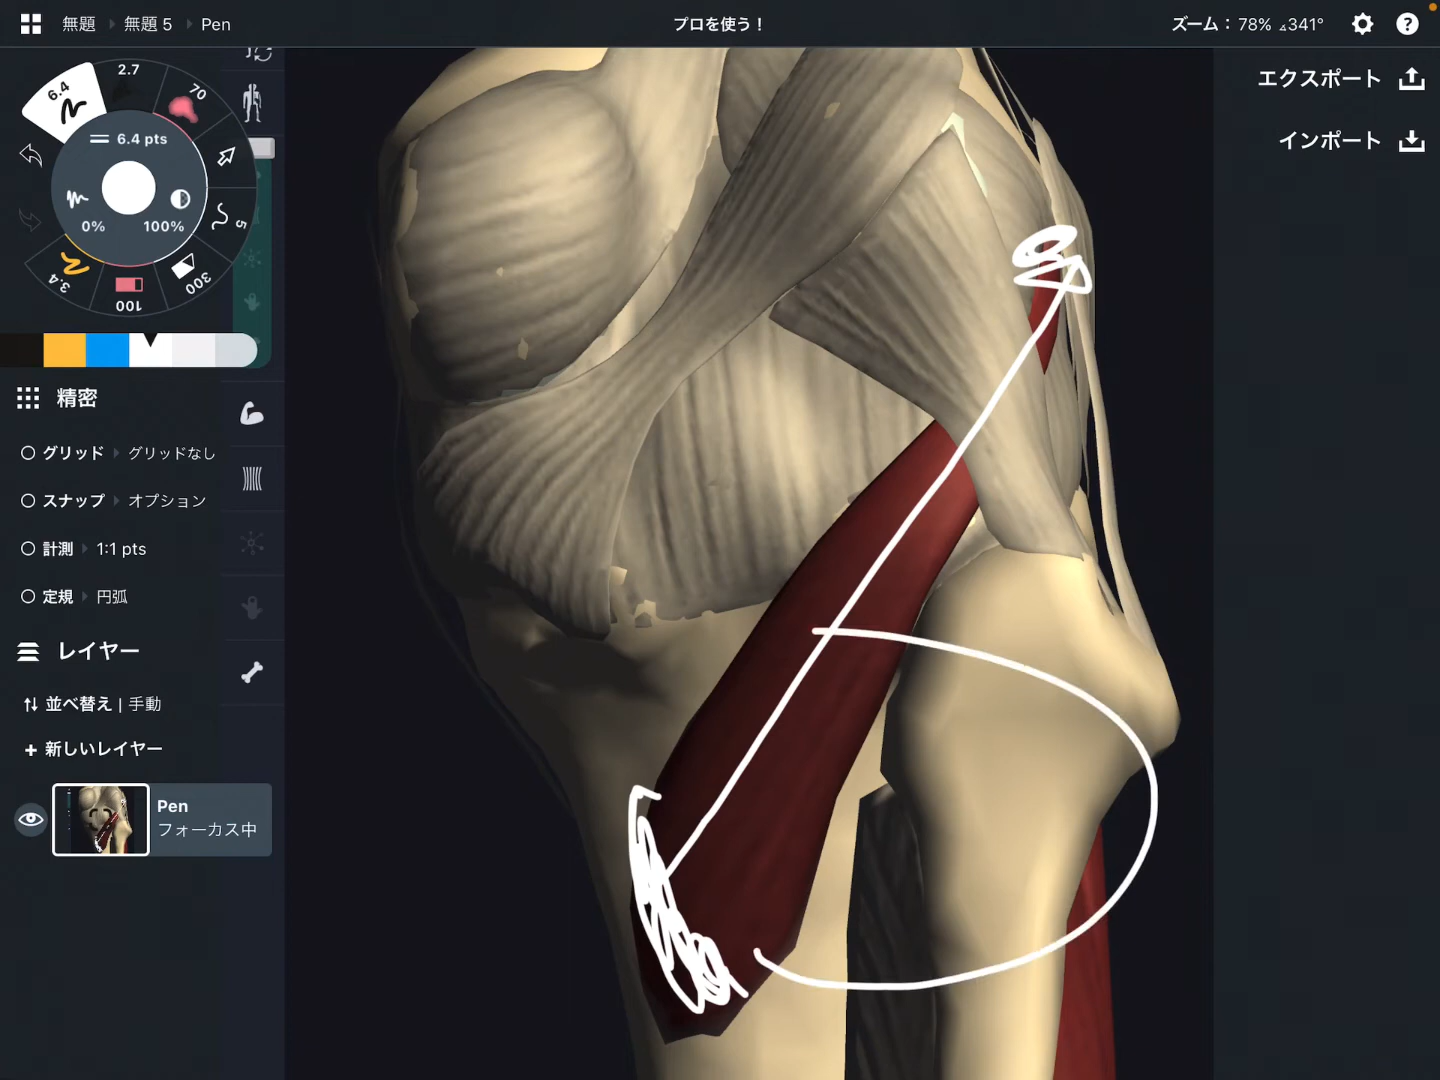 無題 無題 5 Pen
プロを使う！
ズーム： 78% ⊿341°
エクスポート
インポート
6.4
2.7
70
5
300
100
3.4
6.4 pts
0%
100%
精密
グリッド グリッドなし
スナップ オプション
計測 1:1 pts
定規 円弧
レイヤー
並べ替え | 手動
+ 新しいレイヤー
Pen
フォーカス中